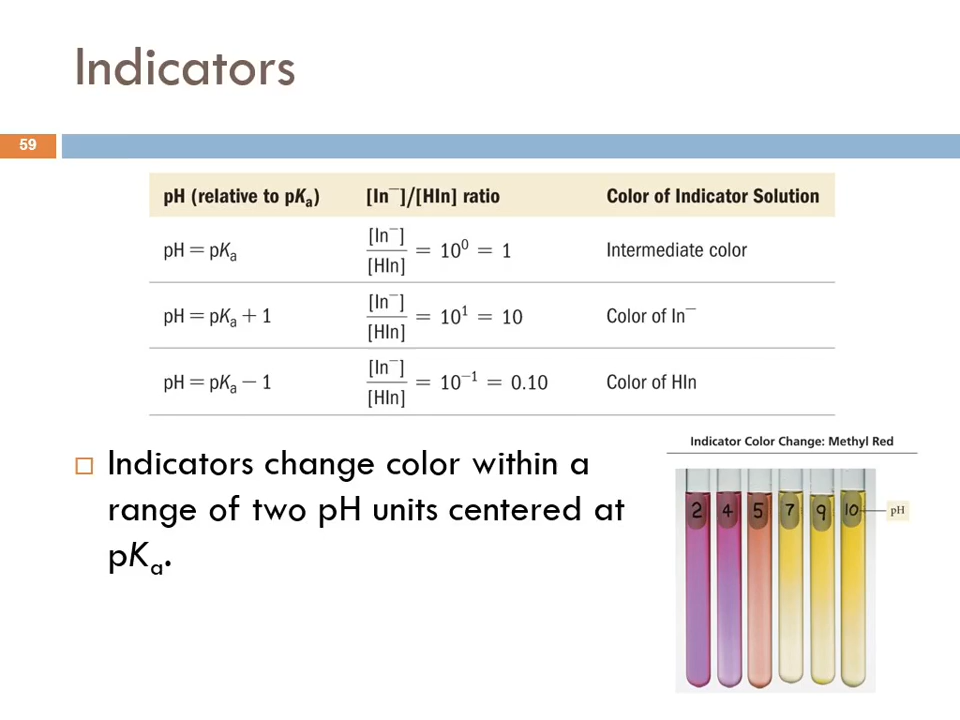 Indicators
59
pH (relative to pKₐ) [In⁻]/[HIn] ratio Color of Indicator Solution
pH = pKₐ [In⁻]/[HIn] = 10⁰ = 1 Intermediate color
pH = pKₐ + 1 [In⁻]/[HIn] = 10¹ = 10 Color of In⁻
pH = pKₐ − 1 [In⁻]/[HIn] = 10⁻¹ = 0.10 Color of HIn
Indicators change color within a
range of two pH units centered at
pKₐ.
Indicator Color Change: Methyl Red
2 4 5 7 9 10 pH